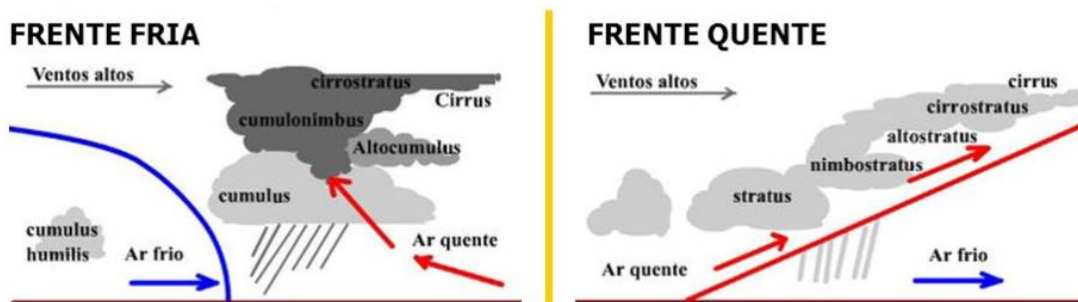 FRENTE FRIA
Ventos altos
cirrostratus
Cirrus
cumulonimbus
Altocumulus
cumulus
cumulus
humilis
Ar frio
Ar quente
FRENTE QUENTE
Ventos altos
cirrus
cirrostratus
altostratus
nimbostratus
stratus
Ar quente
Ar frio